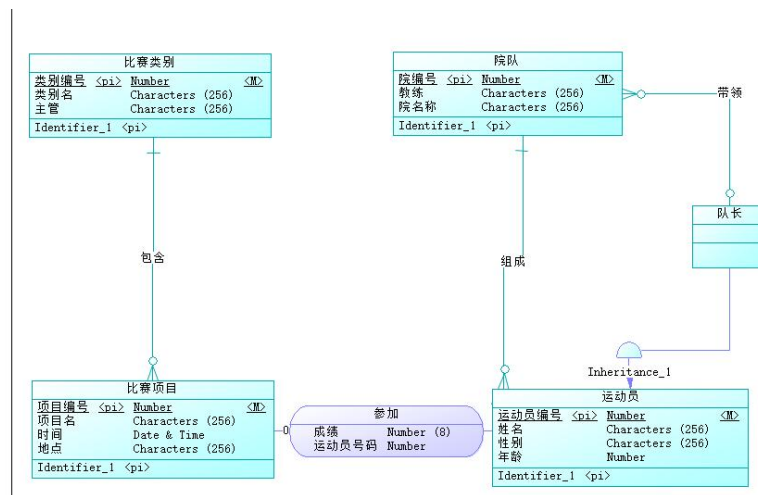 比赛类别
类别编号 <pi> Number <M>
类别名 Characters (256)
主管 Characters (256)
Identifier_1 <pi>
院队
院编号 <pi> Number <M>
教练 Characters (256)
院名称 Characters (256)
Identifier_1 <pi>
带领
队长
包含
组成
Inheritance_1
比赛项目
项目编号 <pi> Number <M>
项目名 Characters (256)
时间 Date & Time
地点 Characters (256)
Identifier_1 <pi>
参加
成绩 Number (8)
运动员号码 Number
运动员
运动员编号 <pi> Number <M>
姓名 Characters (256)
性别 Characters (256)
年龄 Number
Identifier_1 <pi>